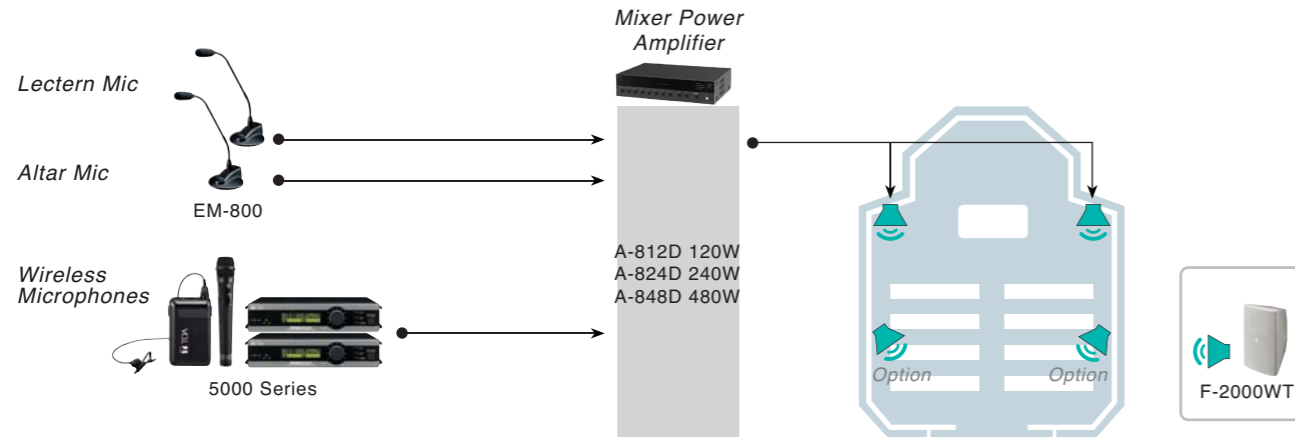 Mixer Power
Amplifier
Lectern Mic
Altar Mic
EM-800
Wireless
Microphones
TOA
5000 Series
A-812D 120W
A-824D 240W
A-848D 480W
Option
Option
F-2000WT